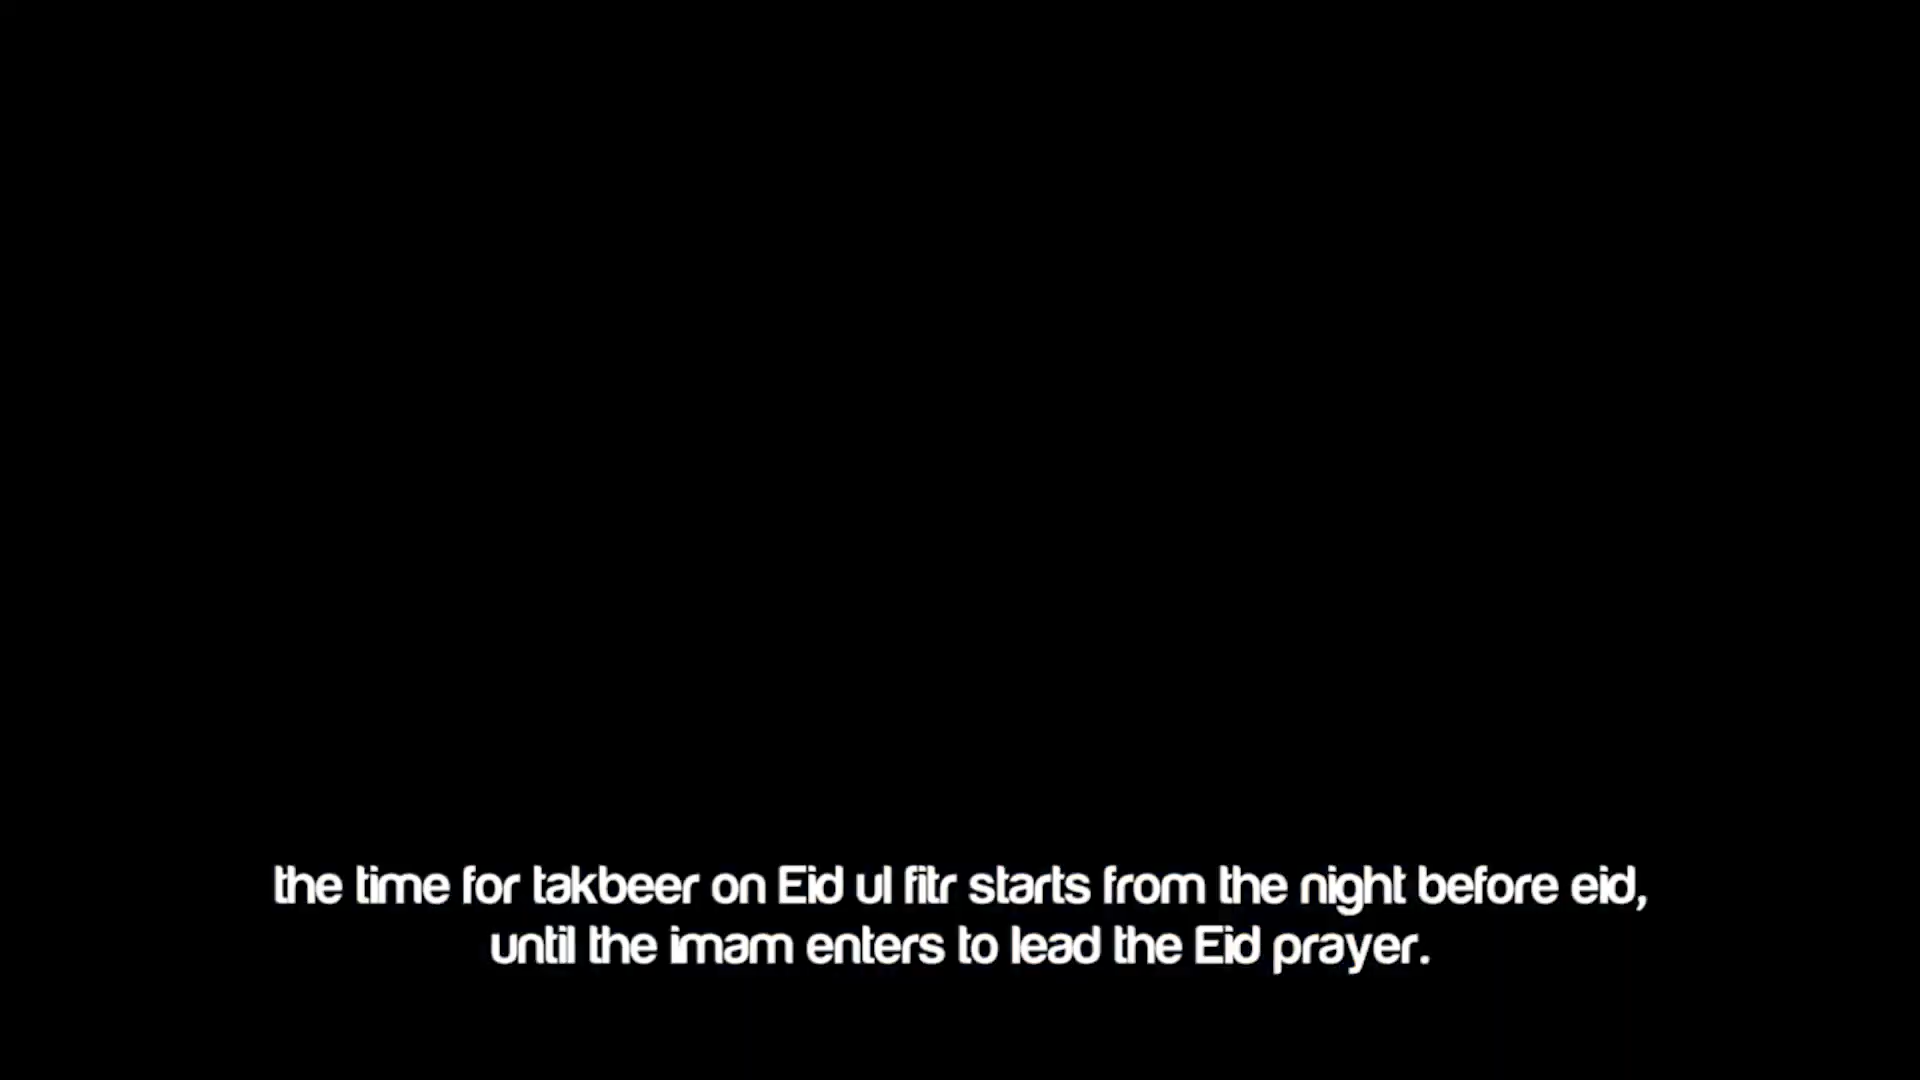 the time for takbeer on Eid ul fitr starts from the night before eid,
until the imam enters to lead the Eid prayer.